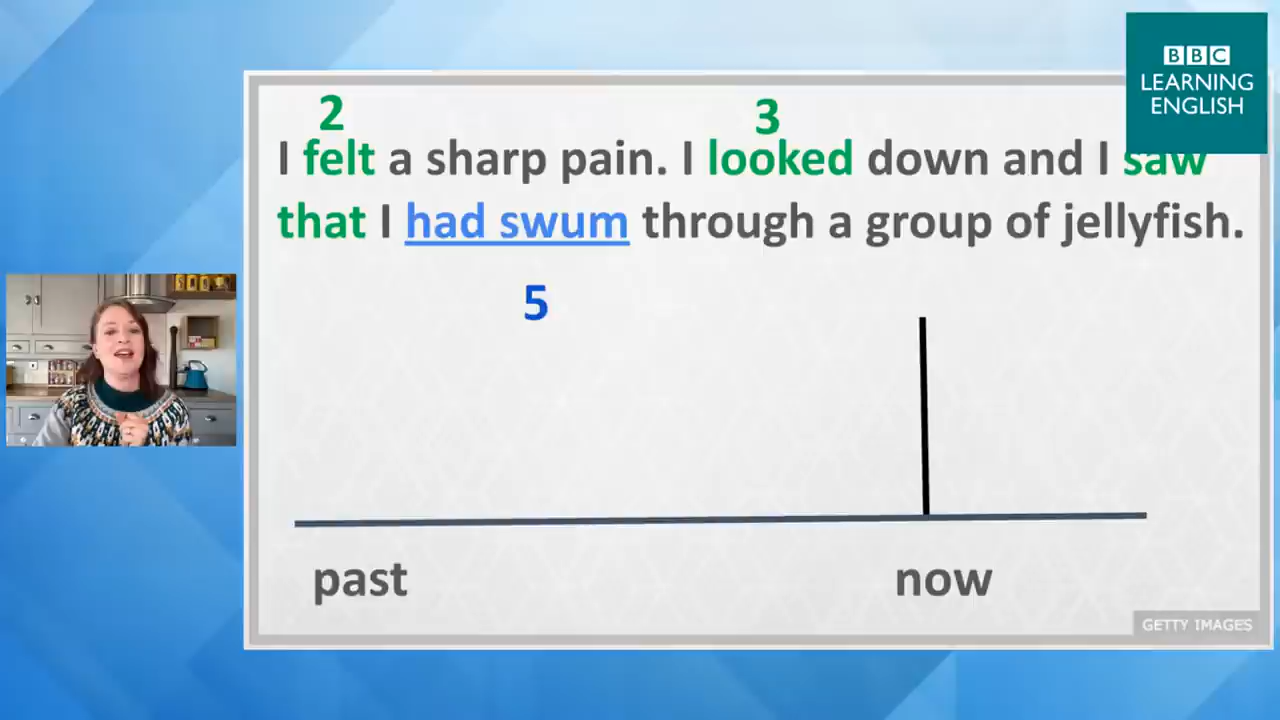 BBC
LEARNING
ENGLISH
2 3
I felt a sharp pain. I looked down and I saw
that I had swum through a group of jellyfish.
5
past now
GETTY IMAGES